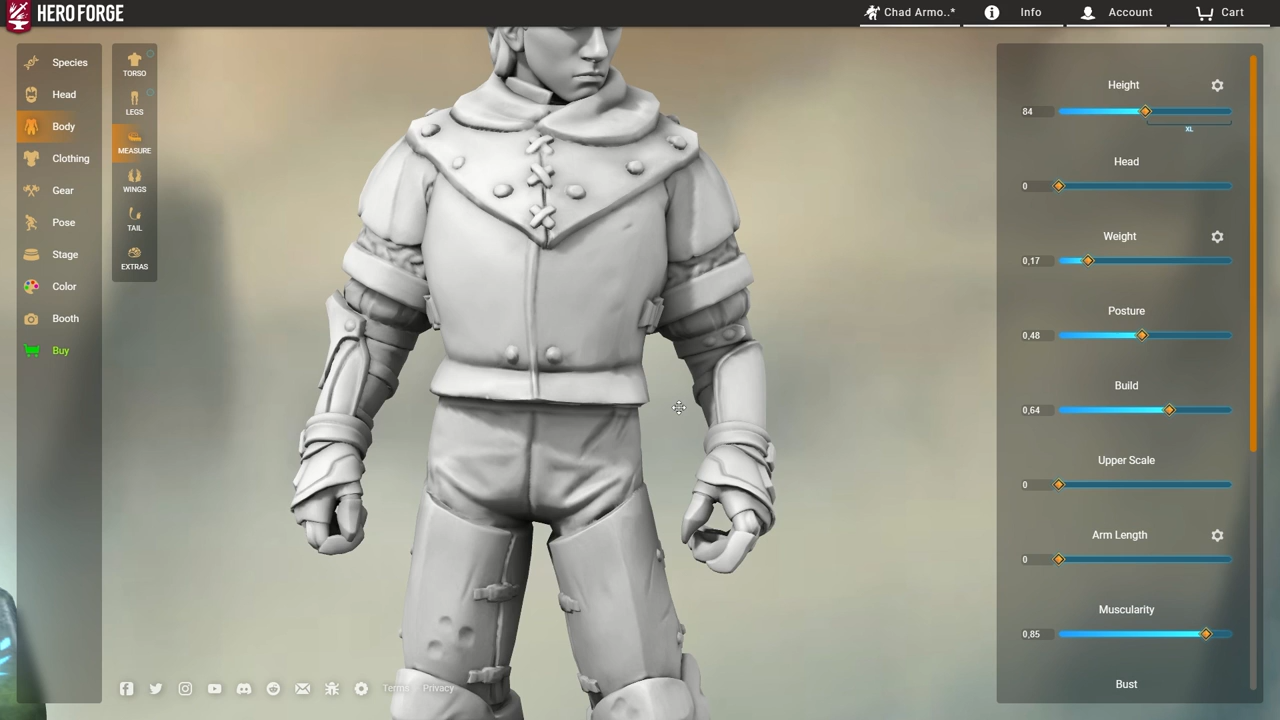 HERO FORGE
Chad Armo..*
Info
Account
Cart
Species
Head
Body
Clothing
Gear
Pose
Stage
Color
Booth
Buy
TORSO
LEGS
MEASURE
WINGS
TAIL
EXTRAS
Height
84
XL
Head
0
Weight
0,17
Posture
0,48
Build
0,64
Upper Scale
0
Arm Length
0
Muscularity
0,85
Bust
Terms
Privacy